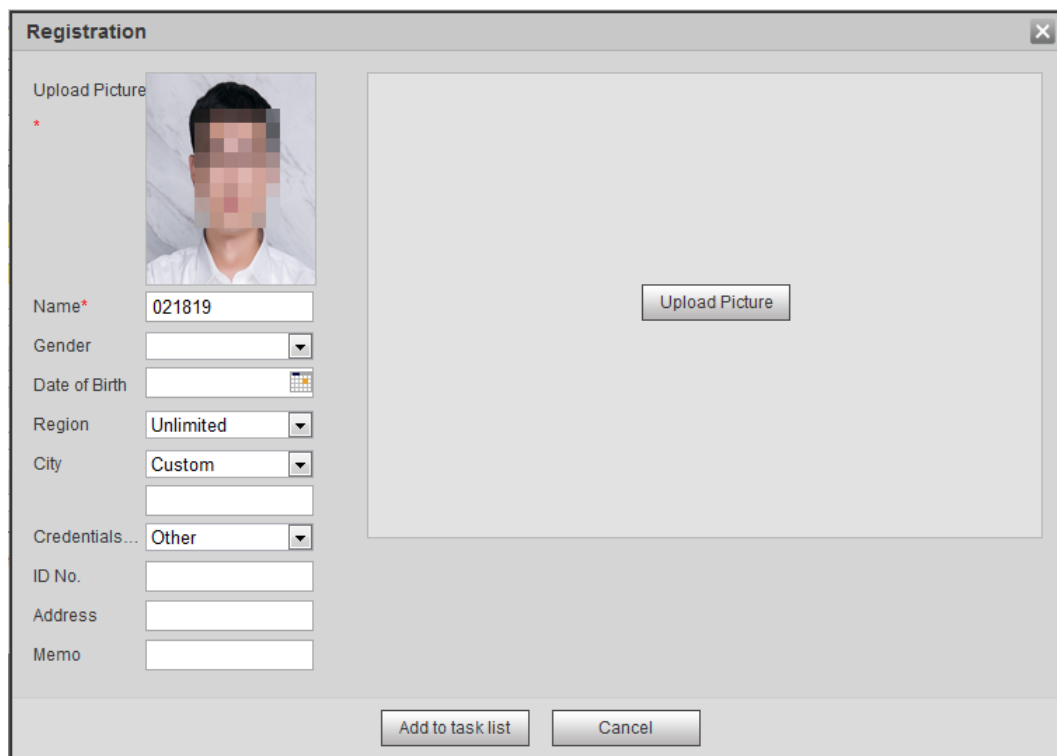 Registration
Upload Picture
*
Name* 021819
Gender
Date of Birth
Region Unlimited
City Custom
Credentials... Other
ID No.
Address
Memo
Upload Picture
Add to task list Cancel